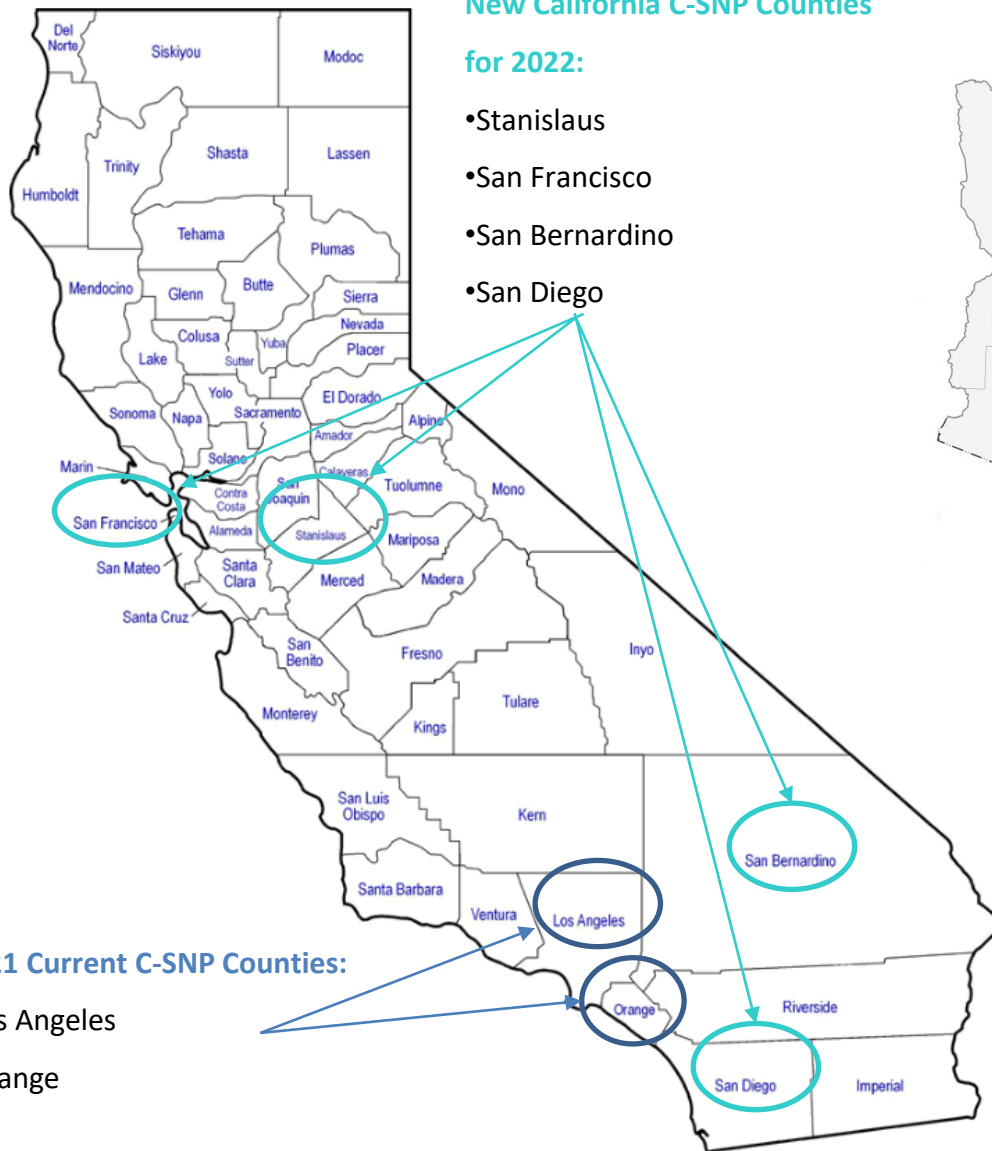 New California C-SNP Counties
for 2022:
•Stanislaus
•San Francisco
•San Bernardino
•San Diego
Del
Norte
Siskiyou
Modoc
Trinity
Shasta
Lassen
Humboldt
Tehama
Plumas
Mendocino
Glenn
Butte
Sierra
Nevada
Colusa
Yuba
Placer
Lake
Sutter
Yolo
El Dorado
Sonoma
Napa
Sacramento
Alpine
Amador
Solano
Marin
Calaveras
San
Joaquin
Tuolumne
Mono
Contra
Costa
San Francisco
Alameda
Stanislaus
Mariposa
San Mateo
Santa
Clara
Merced
Madera
Santa Cruz
San
Benito
Fresno
Inyo
Tulare
Monterey
Kings
San Luis
Obispo
Kern
San Bernardino
Santa Barbara
Ventura
Los Angeles
21 Current C-SNP Counties:
s Angeles
ange
Orange
Riverside
San Diego
Imperial